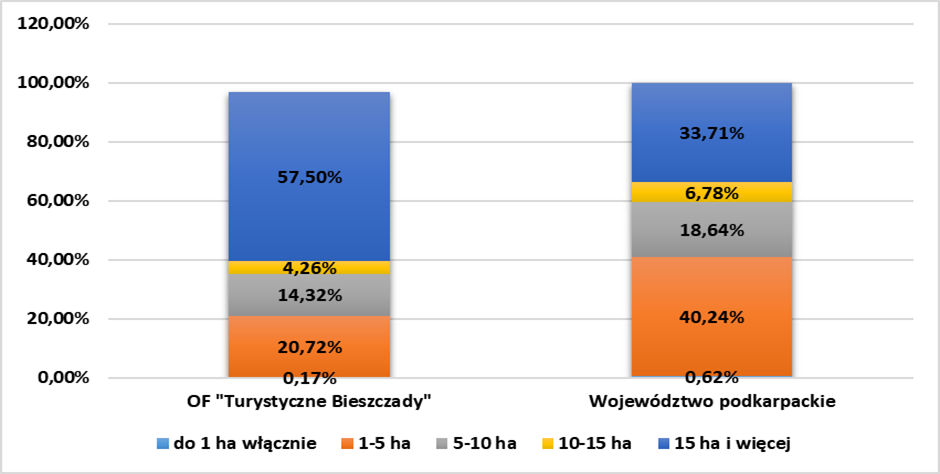 120,00%
100,00%
80,00%
60,00%
40,00%
20,00%
0,00%
57,50%
4,26%
14,32%
20,72%
0,17%
33,71%
6,78%
18,64%
40,24%
0,62%
OF "Turystyczne Bieszczady"
Województwo podkarpackie
do 1 ha włącznie
1-5 ha
5-10 ha
10-15 ha
15 ha i więcej